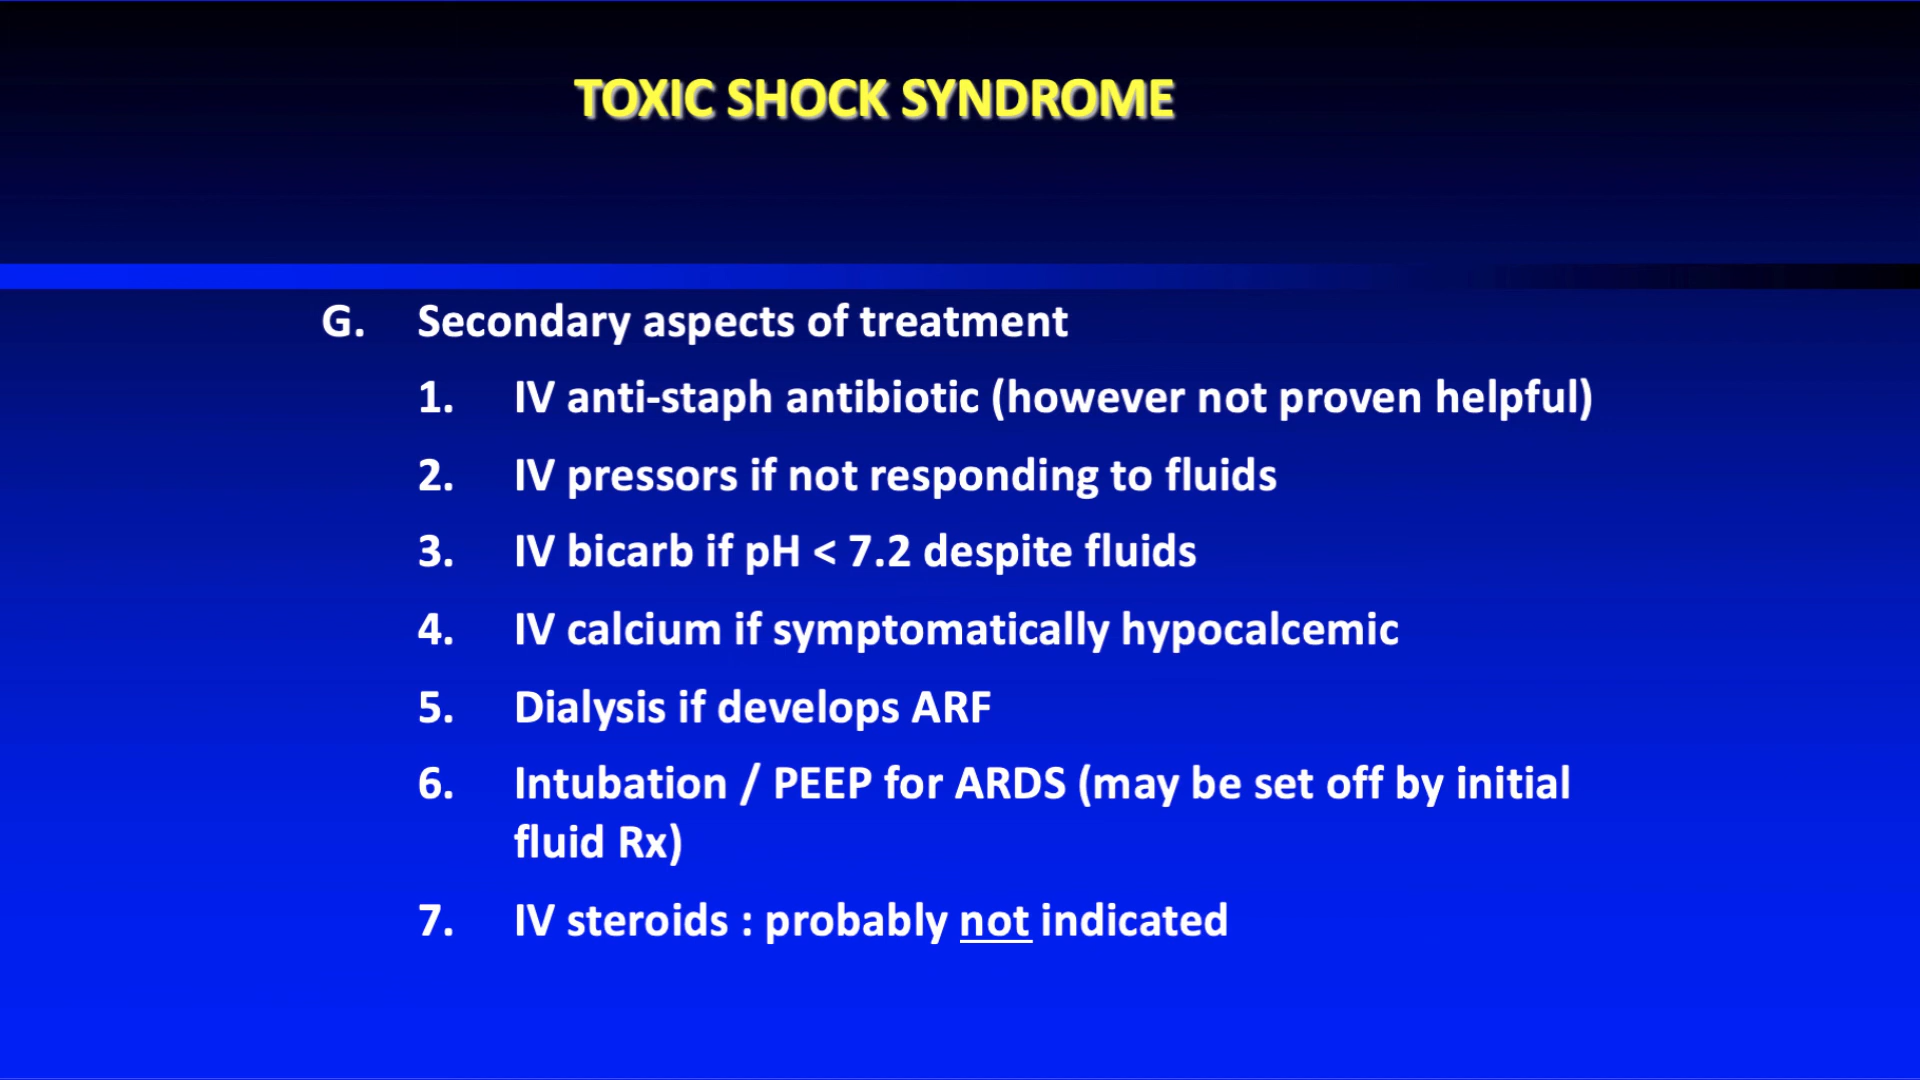 TOXIC SHOCK SYNDROME
G. Secondary aspects of treatment
1. IV anti-staph antibiotic (however not proven helpful)
2. IV pressors if not responding to fluids
3. IV bicarb if pH < 7.2 despite fluids
4. IV calcium if symptomatically hypocalcemic
5. Dialysis if develops ARF
6. Intubation / PEEP for ARDS (may be set off by initial
fluid Rx)
7. IV steroids : probably not indicated